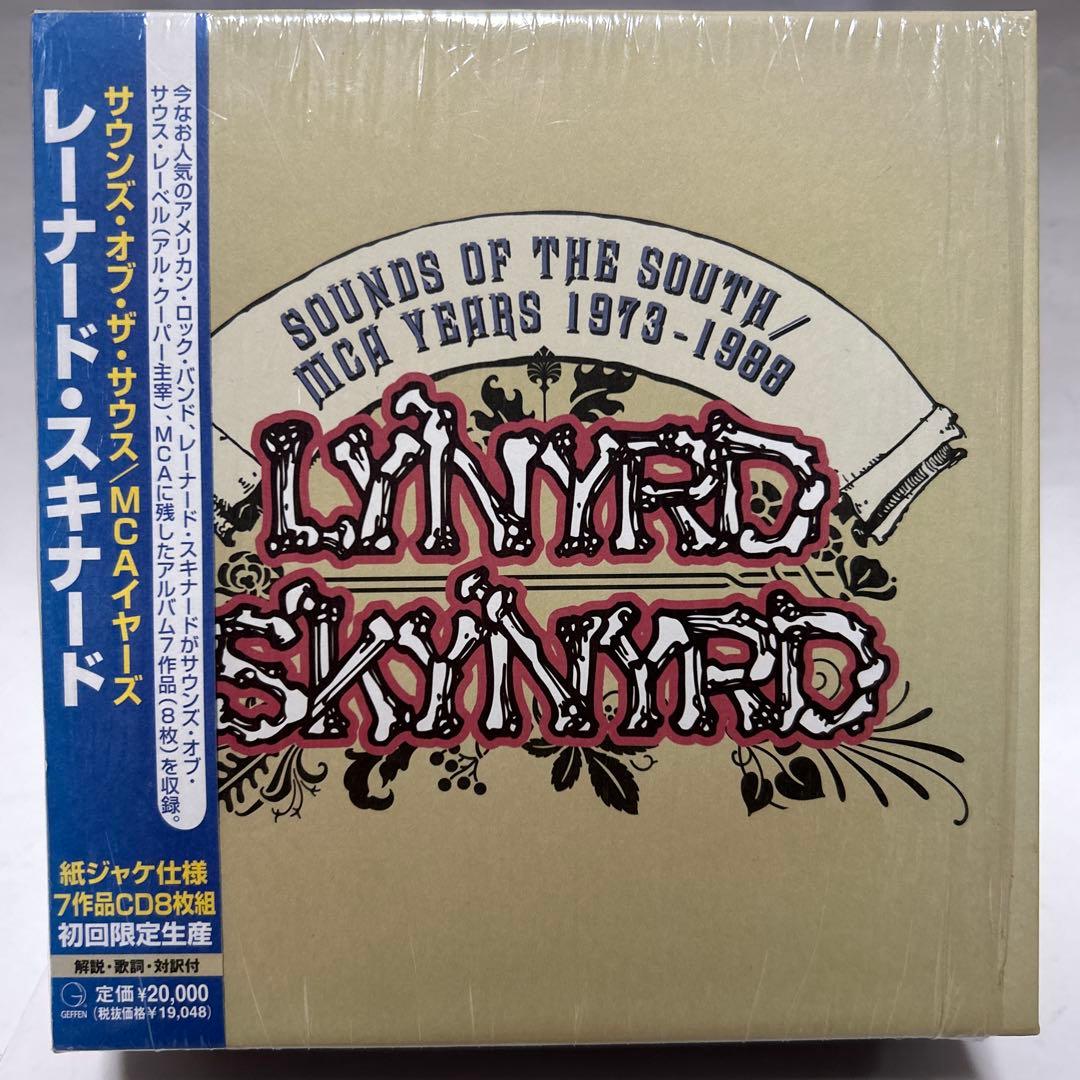 レーナード・スキナード
サウンズ・オブ・ザ・サウス/MCAイヤーズ
今なお人気のアメリカン・ロック・バンド、レーナード・スキナードがサウンズ・オブ・
サウス・レーベル(アル・クーパー主宰)、MCAに残したアルバム7作品(8枚)を収録。
紙ジャケ仕様
7作品CD8枚組
初回限定生産
解説・歌詞・対訳付
GEFFEN
定価¥20,000
(税抜価格¥19,048)
SOUNDS OF THE SOUTH/
MCA YEARS 1973-1988
LYNYRD
SKYNYRD